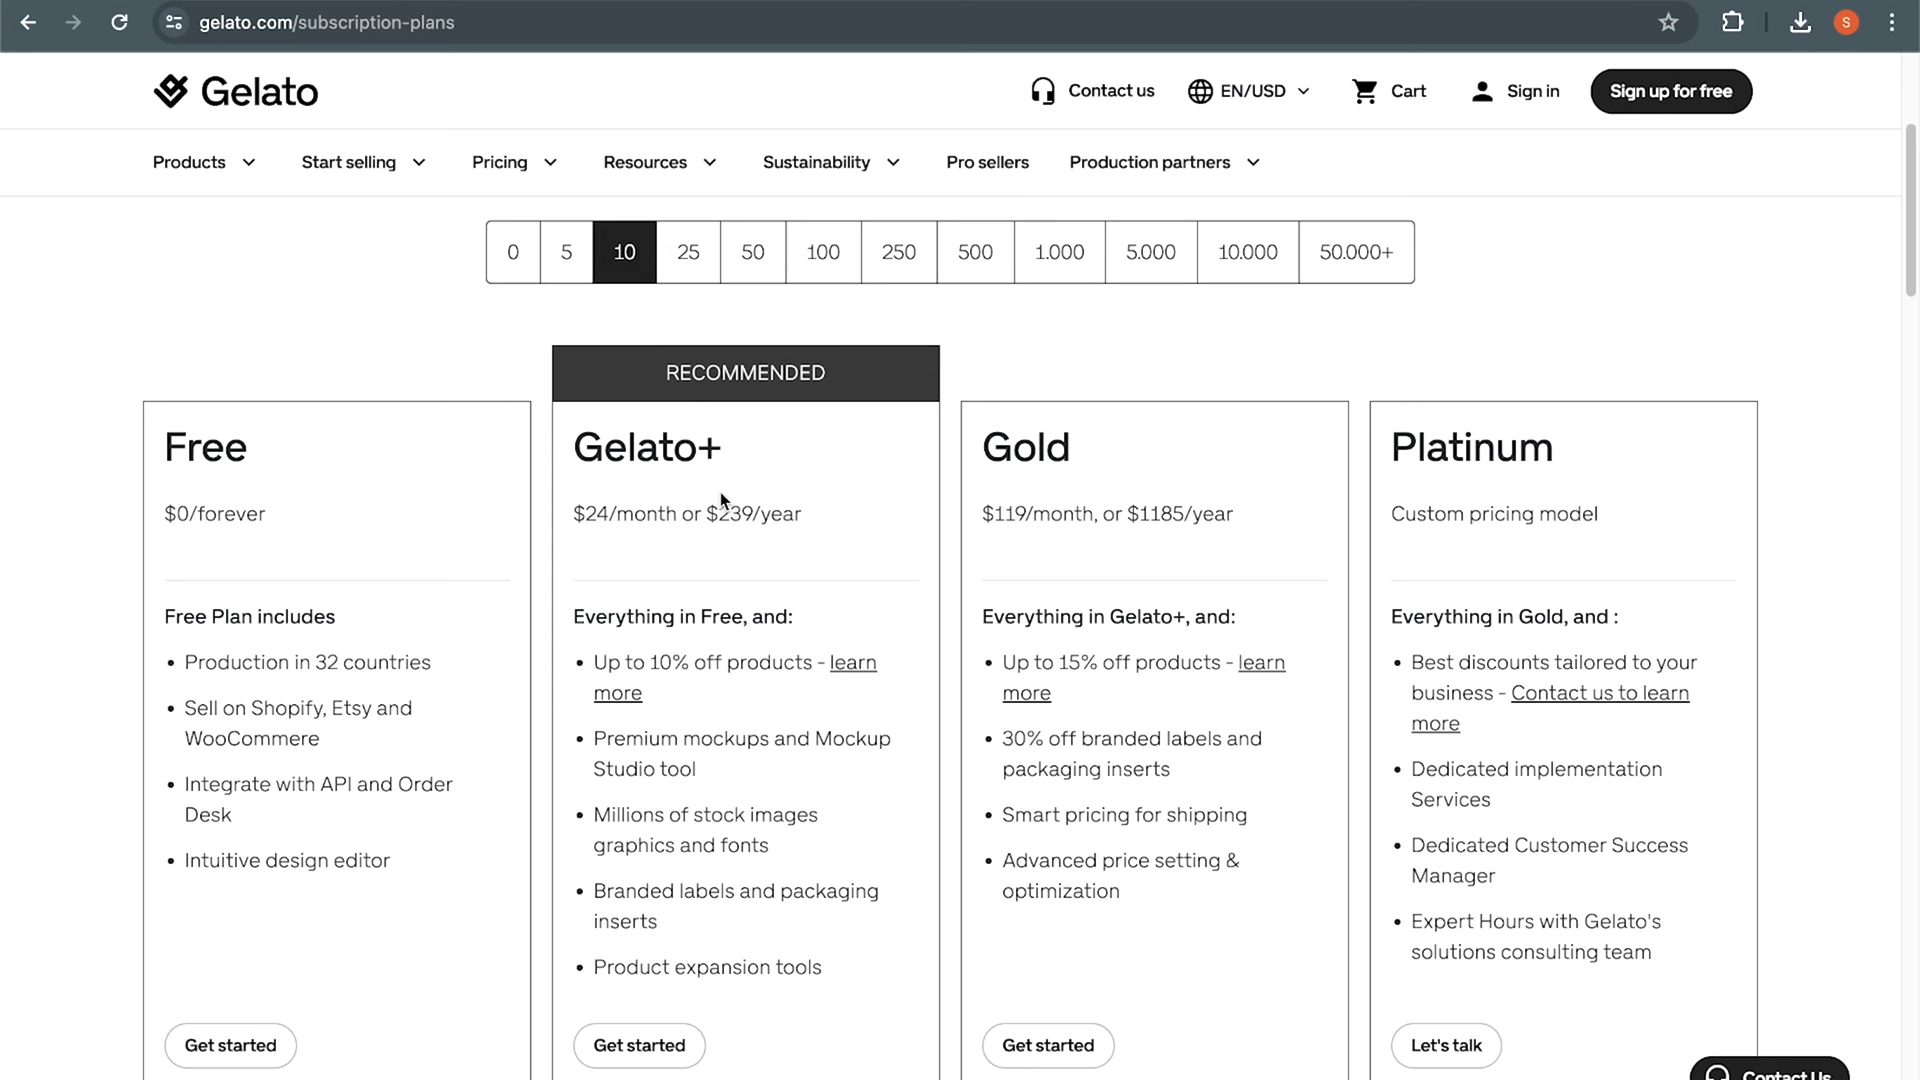 gelato.com/subscription-plans
S
Gelato
Contact us
EN/USD
Cart
Sign in
Sign up for free
Products
Start selling
Pricing
Resources
Sustainability
Pro sellers
Production partners
0
5
10
25
50
100
250
500
1.000
5.000
10.000
50.000+
RECOMMENDED
Free
$0/forever
Free Plan includes
• Production in 32 countries
• Sell on Shopify, Etsy and
WooCommere
• Integrate with API and Order
Desk
• Intuitive design editor
Get started
Gelato+
$24/month or $239/year
Everything in Free, and:
• Up to 10% off products - learn
more
• Premium mockups and Mockup
Studio tool
• Millions of stock images
graphics and fonts
• Branded labels and packaging
inserts
• Product expansion tools
Get started
Gold
$119/month, or $1185/year
Everything in Gelato+, and:
• Up to 15% off products - learn
more
• 30% off branded labels and
packaging inserts
• Smart pricing for shipping
• Advanced price setting &
optimization
Get started
Platinum
Custom pricing model
Everything in Gold, and :
• Best discounts tailored to your
business - Contact us to learn
more
• Dedicated implementation
Services
• Dedicated Customer Success
Manager
• Expert Hours with Gelato's
solutions consulting team
Let's talk
Contact Us